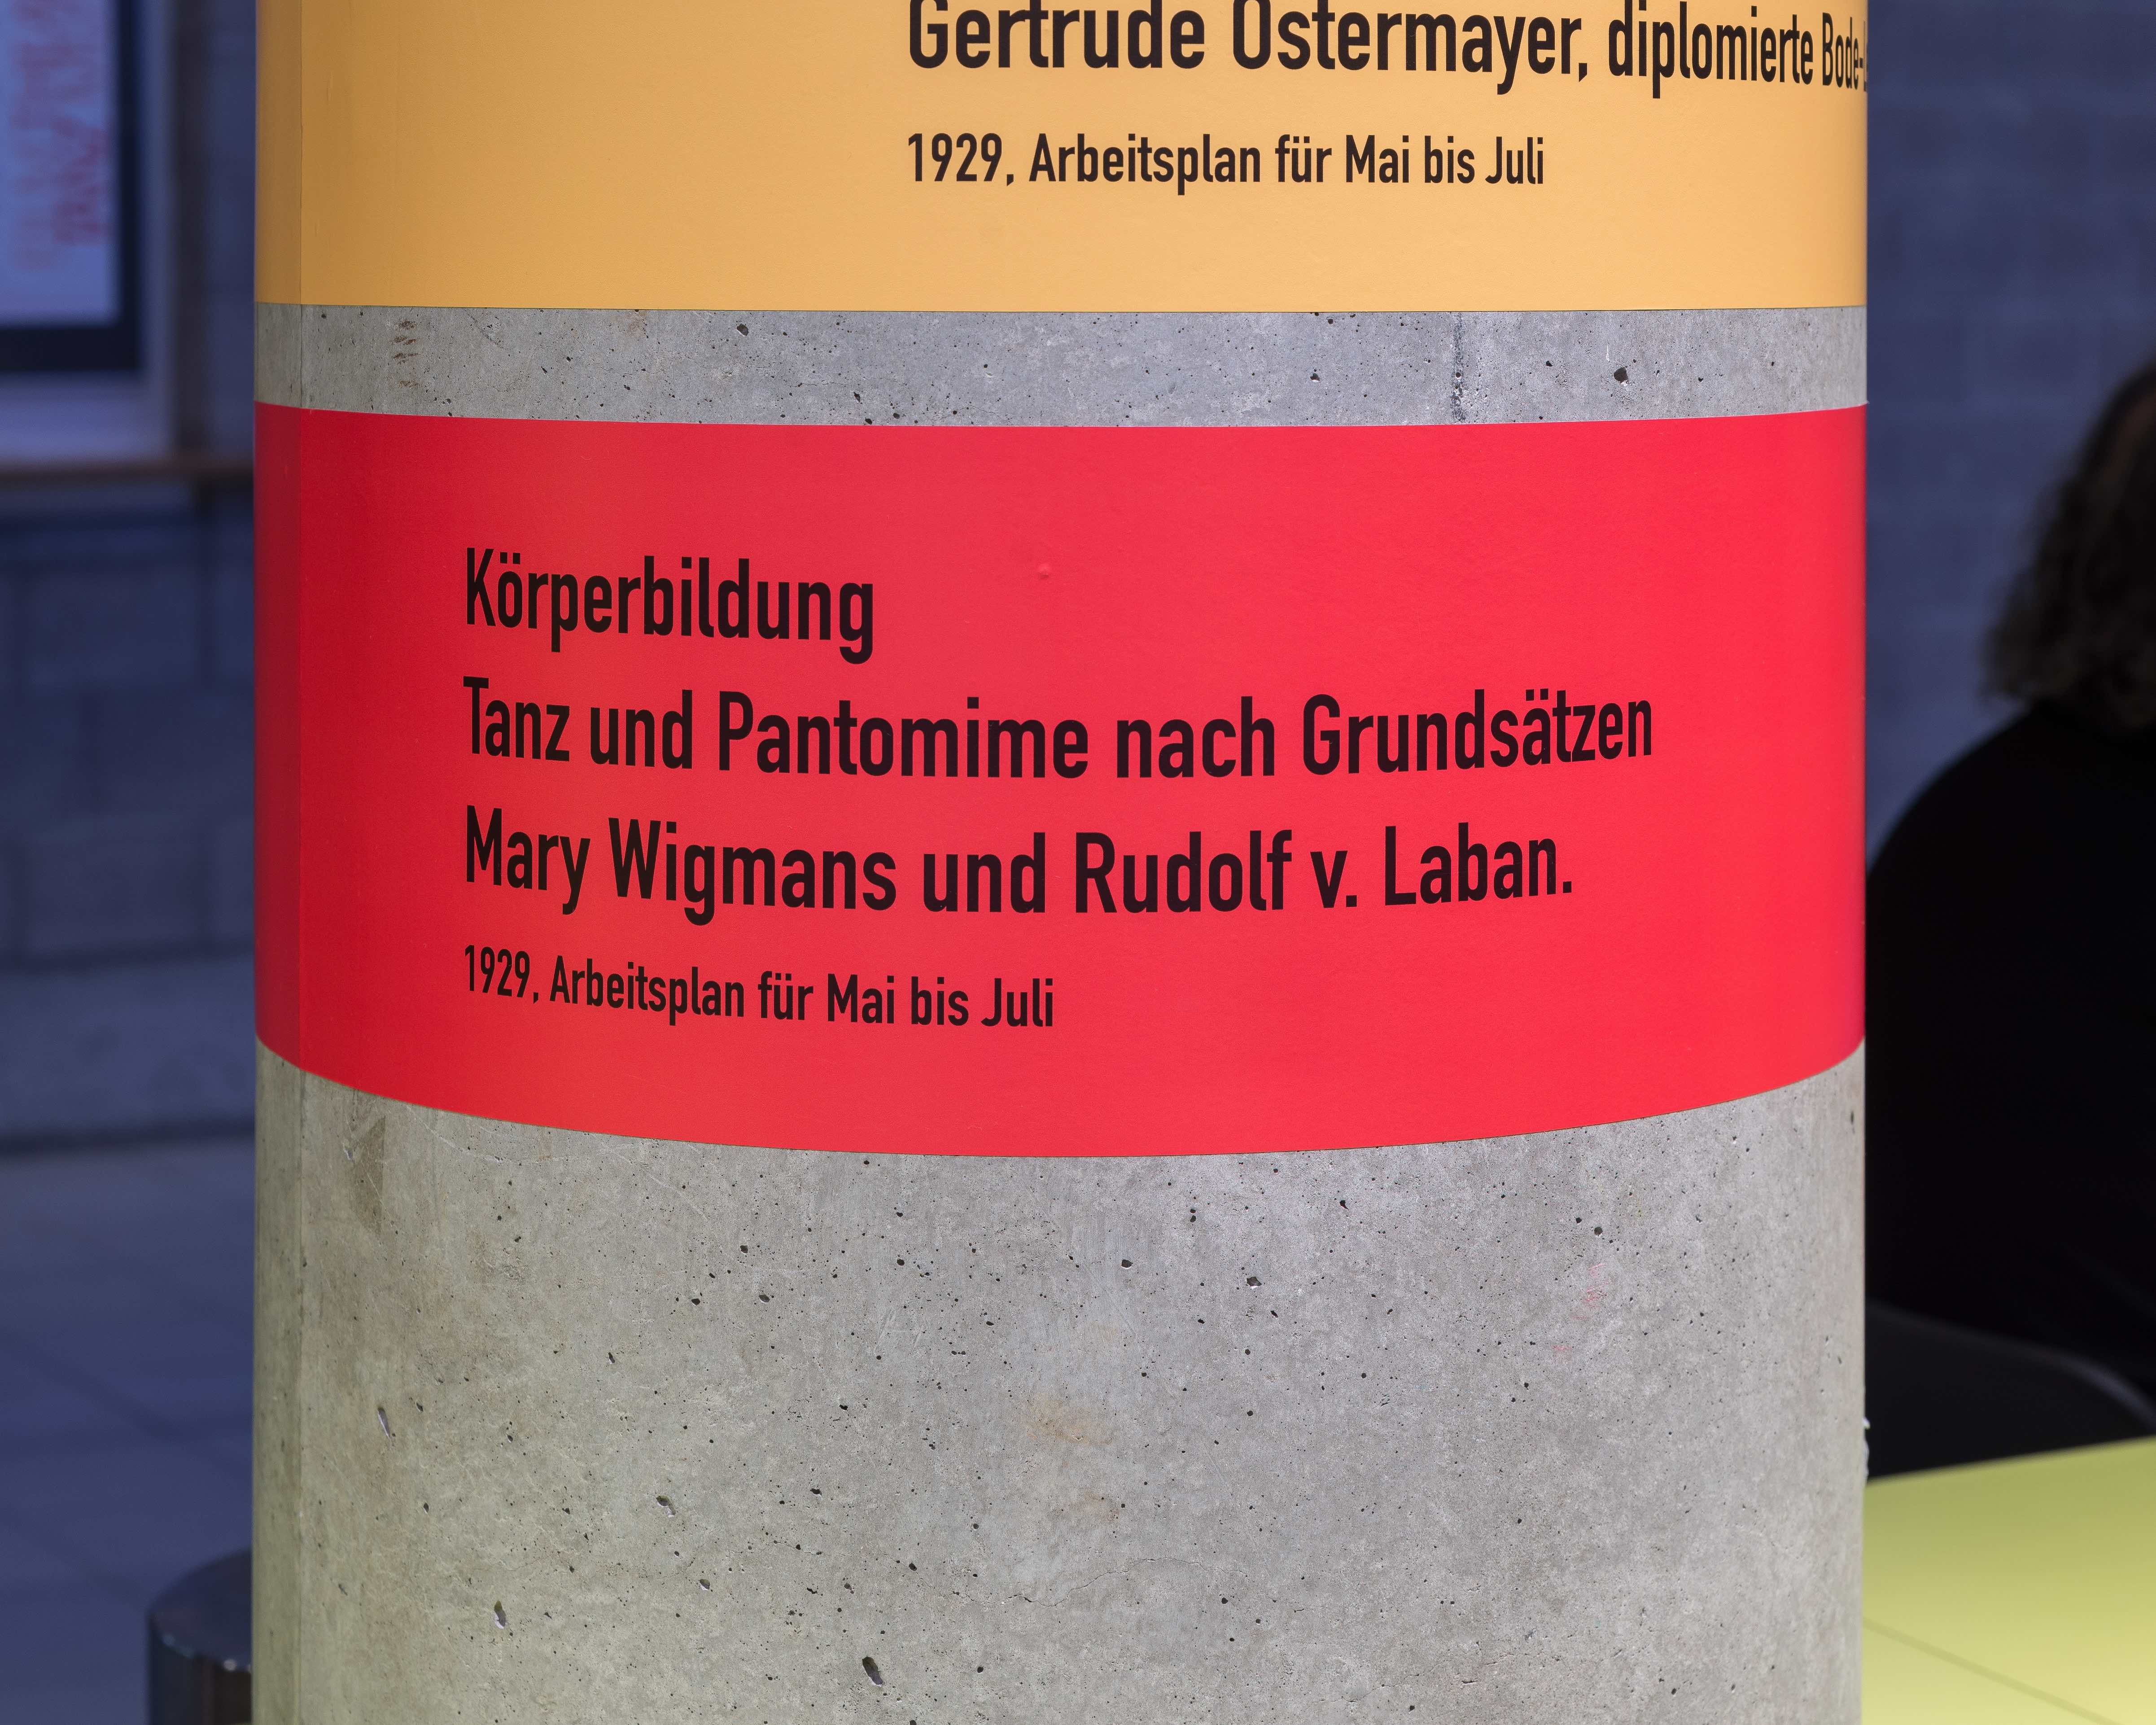 Gertrude Ostermayer, diplomierte Bode-
1929, Arbeitsplan für Mai bis Juli
Körperbildung
Tanz und Pantomime nach Grundsätzen
Mary Wigmans und Rudolf v. Laban.
1929, Arbeitsplan für Mai bis Juli